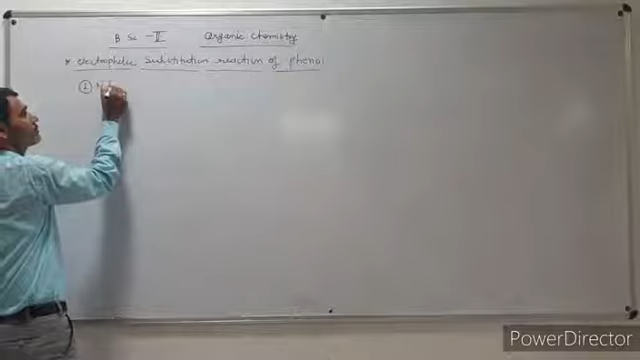 B Sc - II Organic Chemistry
* electrophilic substitution reaction of phenol
① N
PowerDirector